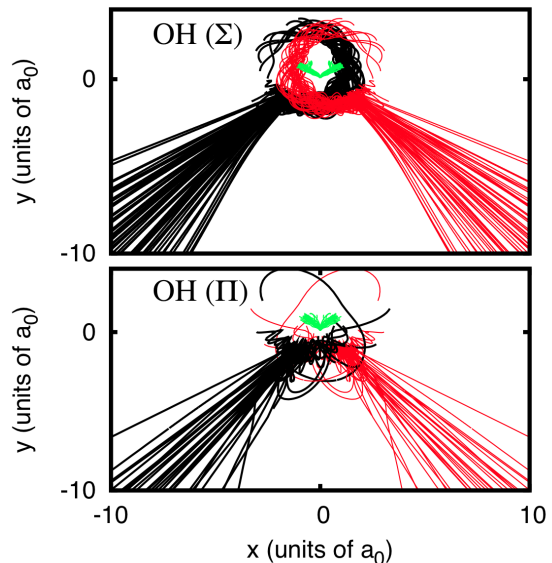 OH (Σ)
0
-10
y (units of a₀)
OH (Π)
0
-10
y (units of a₀)
-10 0 10
x (units of a₀)